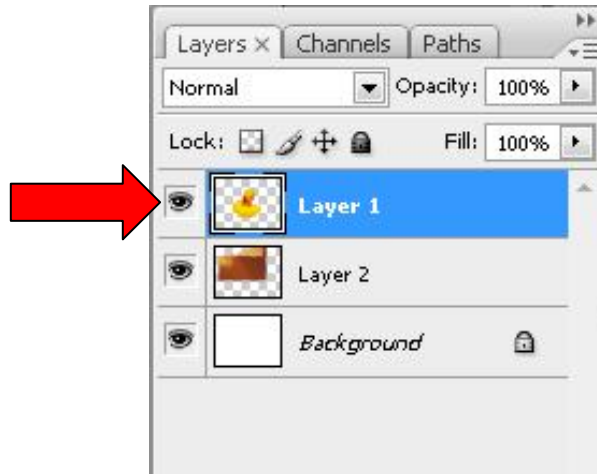 Layers × Channels Paths
Normal Opacity: 100%
Lock: Fill: 100%
Layer 1
Layer 2
Background